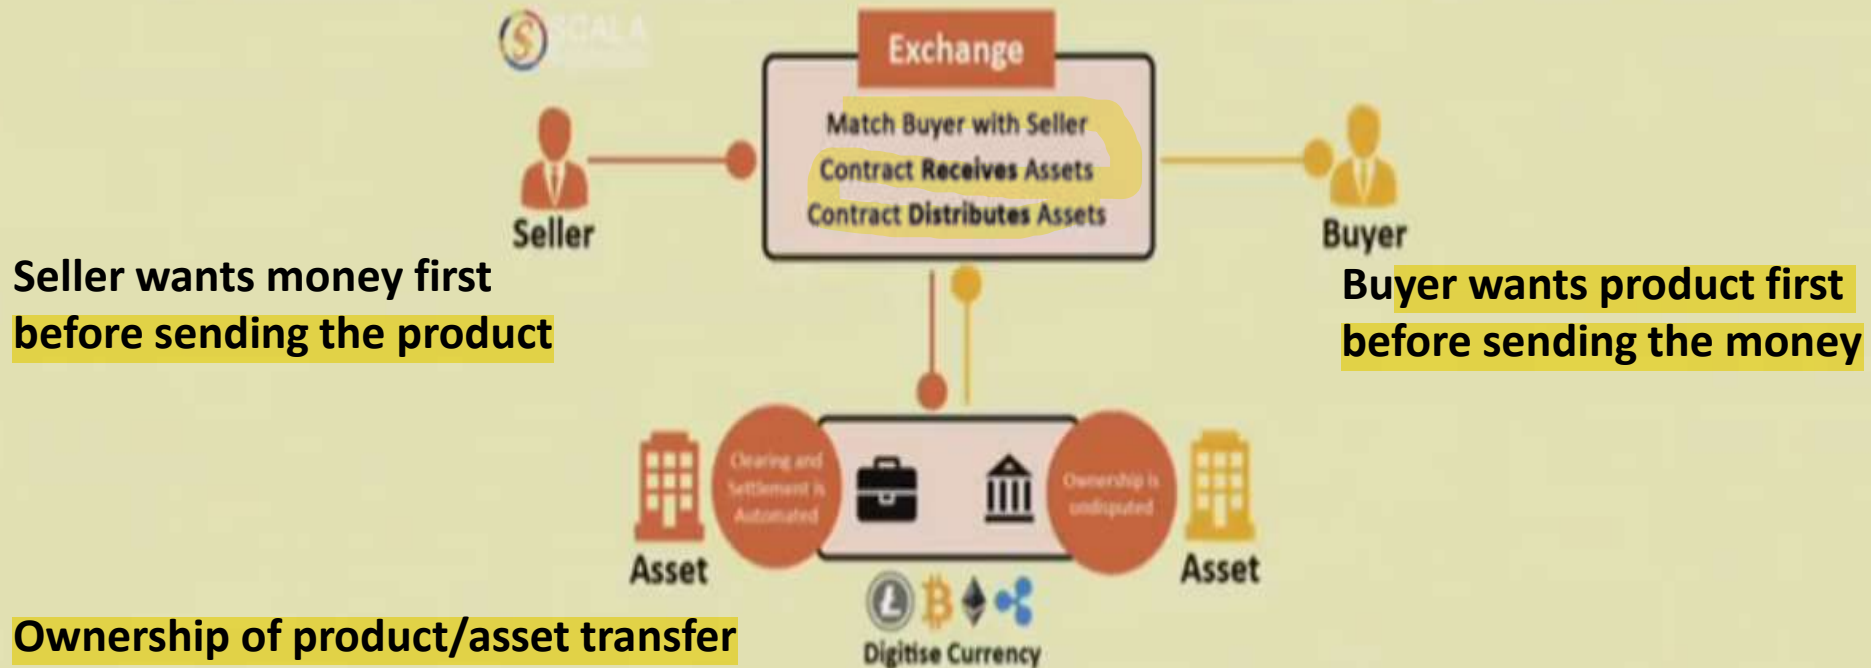 SCALA
Exchange
Match Buyer with Seller
Contract Receives Assets
Contract Distributes Assets
Seller
Buyer
Seller wants money first
before sending the product
Buyer wants product first
before sending the money
Clearing and
Settlement is
Automated
Ownership is
undisputed
Asset
Asset
Digitise Currency
Ownership of product/asset transfer